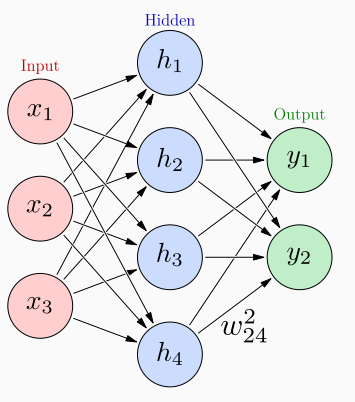 Hidden
Input
Output
h₁
x₁
h₂
y₁
x₂
h₃
y₂
x₃
w²₂₄
h₄